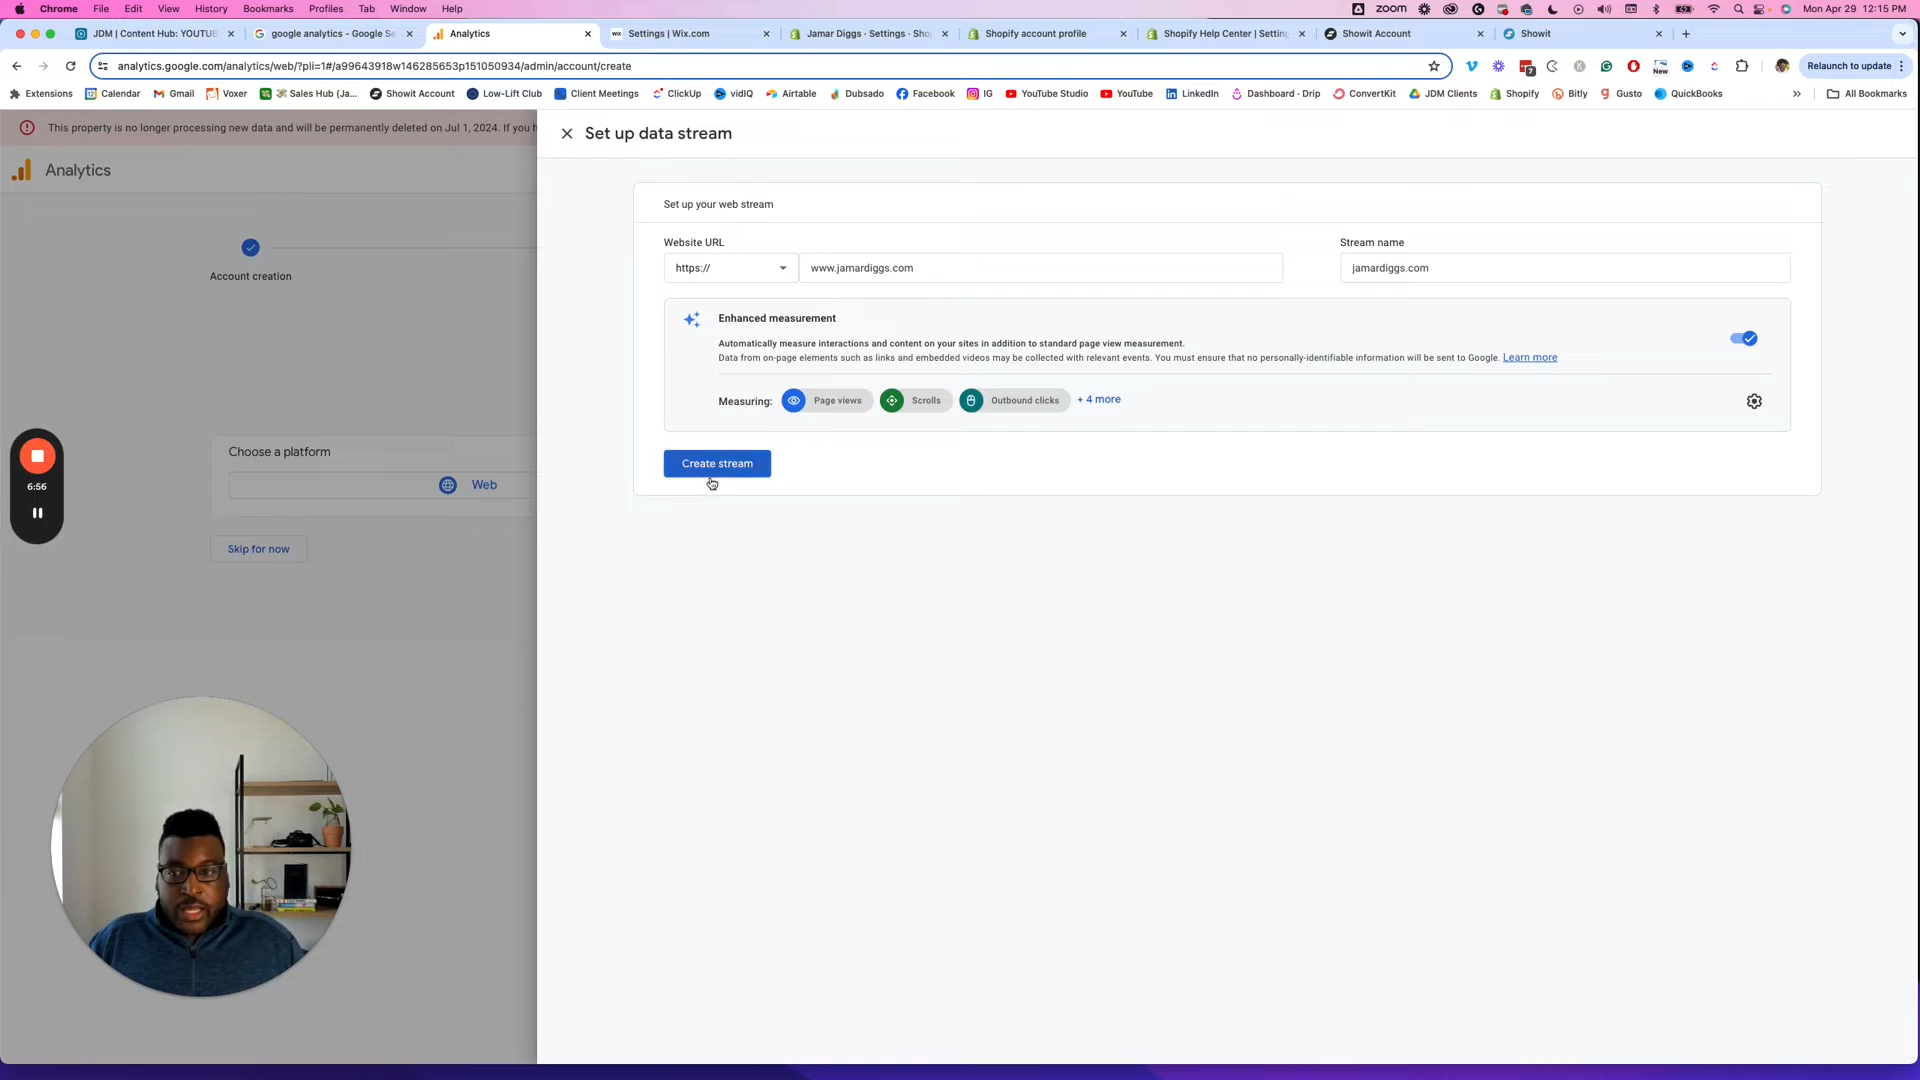 Chrome File Edit View History Bookmarks Profiles Tab Window Help zoom Mon Apr 29 12:15 PM
JDM | Content Hub: YOUTUB google analytics - Google Se Analytics WIX Settings | Wix.com Jamar Diggs · Settings · Sho Shopify account profile Shopify Help Center | Setting Showit Account Showit
analytics.google.com/analytics/web/?pli=1#/a99643918w146285653p151050934/admin/account/create 7 New Relaunch to update
Extensions Calendar Gmail Voxer Sales Hub (Ja... Showit Account Low-Lift Club Client Meetings ClickUp vidIQ Airtable Dubsado Facebook IG YouTube Studio YouTube LinkedIn Dashboard · Drip ConvertKit JDM Clients Shopify Bitly Gusto QuickBooks » All Bookmarks
This property is no longer processing new data and will be permanently deleted on Jul 1, 2024. If you h
Set up data stream
Analytics
Set up your web stream
Website URL Stream name
https:// www.jamardiggs.com jamardiggs.com
Account creation
Enhanced measurement
Automatically measure interactions and content on your sites in addition to standard page view measurement.
Data from on-page elements such as links and embedded videos may be collected with relevant events. You must ensure that no personally-identifiable information will be sent to Google. Learn more
Measuring: Page views Scrolls Outbound clicks + 4 more
Choose a platform
Create stream
Web
6:56
Skip for now